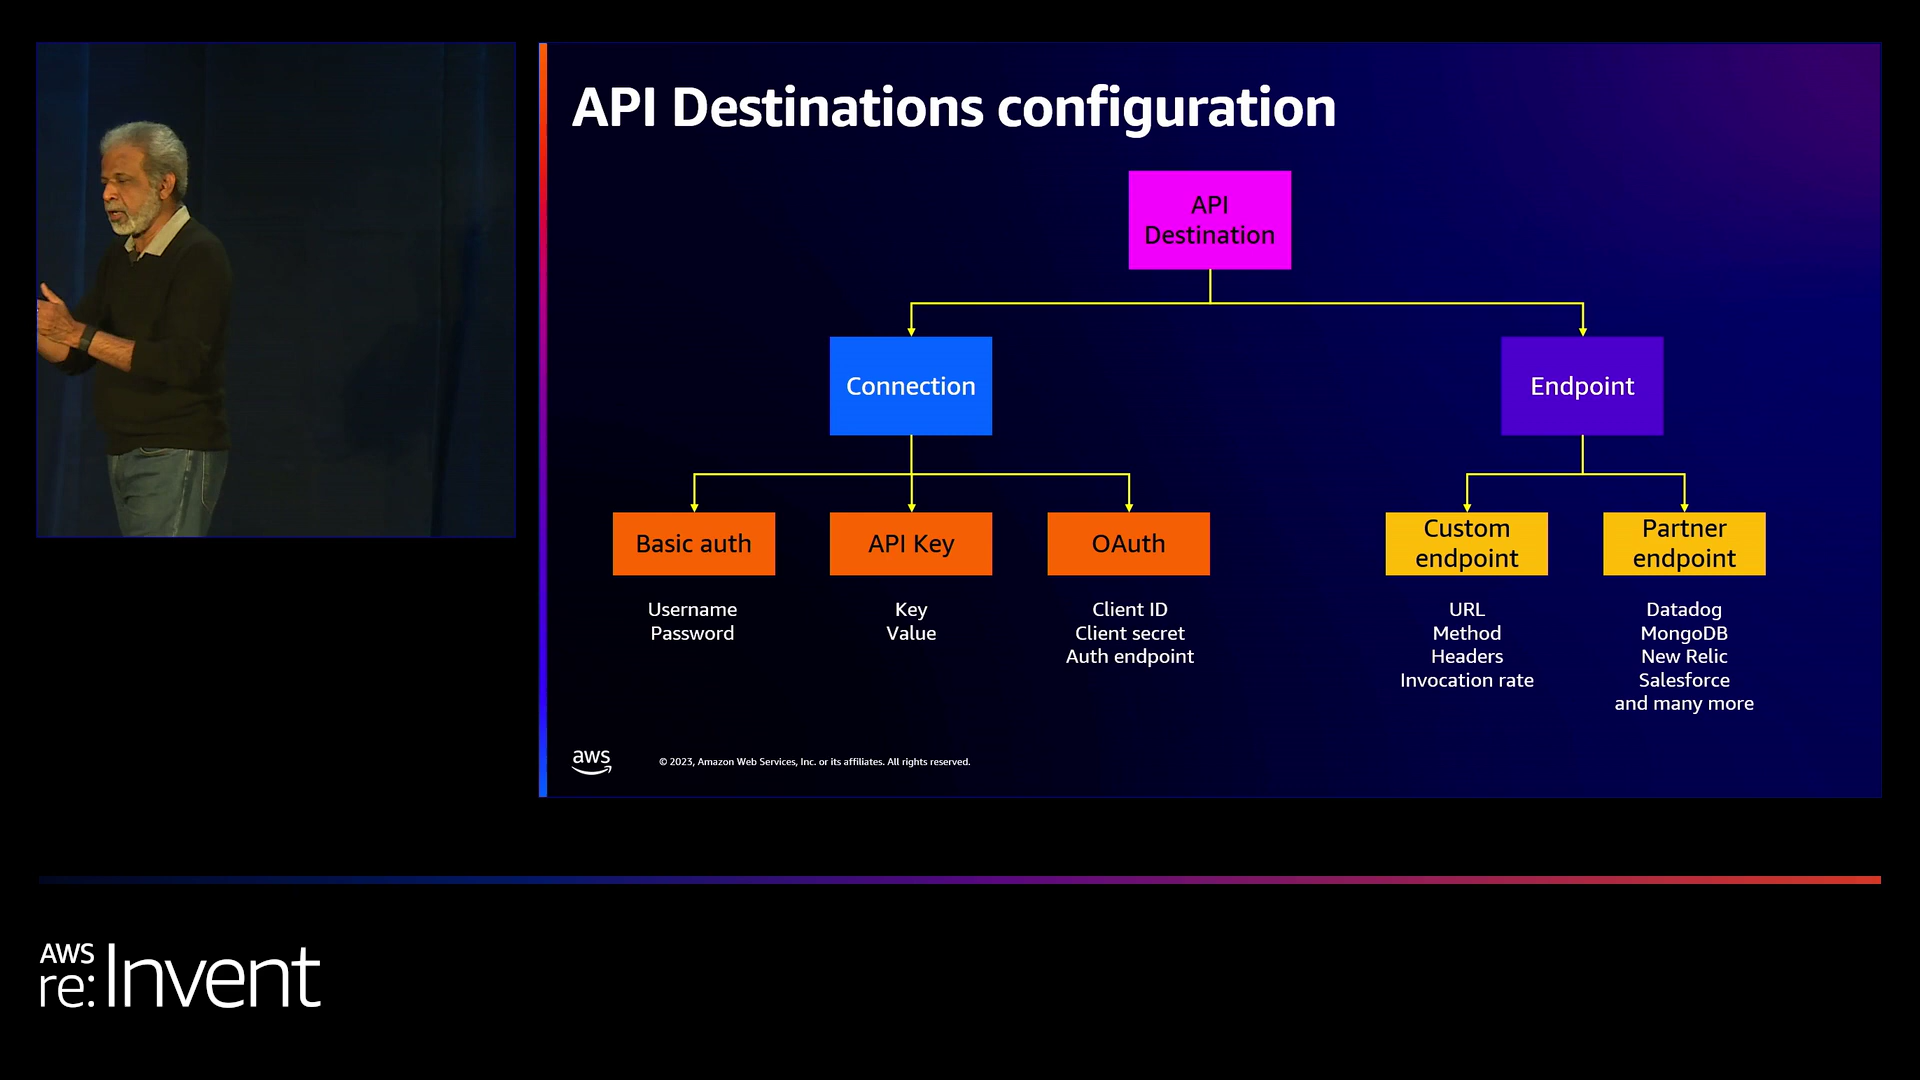 API Destinations configuration
API
Destination
Connection
Endpoint
Basic auth
API Key
OAuth
Custom
endpoint
Partner
endpoint
Username
Password
Key
Value
Client ID
Client secret
Auth endpoint
URL
Method
Headers
Invocation rate
Datadog
MongoDB
New Relic
Salesforce
and many more
aws
© 2023, Amazon Web Services, Inc. or its affiliates. All rights reserved.
AWS
re:Invent